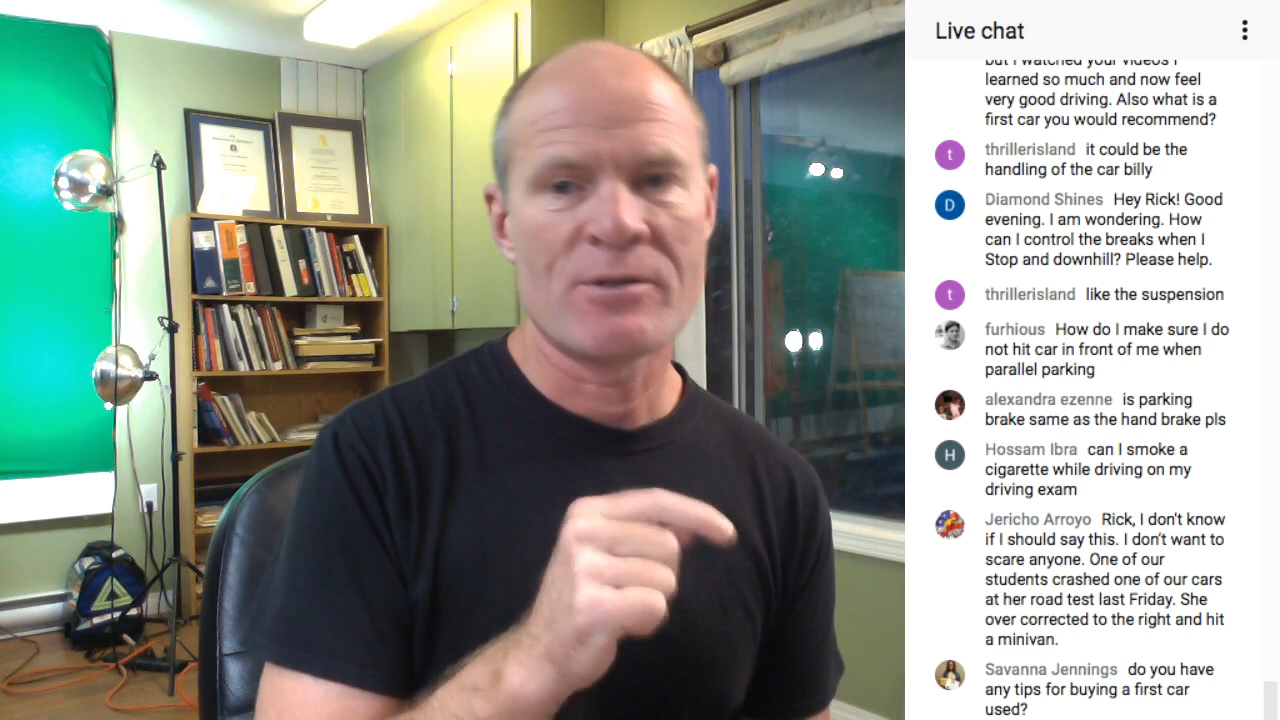 Live chat
but I watched your videos I
learned so much and now feel
very good driving. Also what is a
first car you would recommend?
t
thrillerisland it could be the
handling of the car billy
D
Diamond Shines Hey Rick! Good
evening. I am wondering. How
can I control the breaks when I
Stop and downhill? Please help.
t
thrillerisland like the suspension
furhious How do I make sure I do
not hit car in front of me when
parallel parking
alexandra ezenne is parking
brake same as the hand brake pls
H
Hossam Ibra can I smoke a
cigarette while driving on my
driving exam
Jericho Arroyo Rick, I don't know
if I should say this. I don't want to
scare anyone. One of our
students crashed one of our cars
at her road test last Friday. She
over corrected to the right and hit
a minivan.
Savanna Jennings do you have
any tips for buying a first car
used?